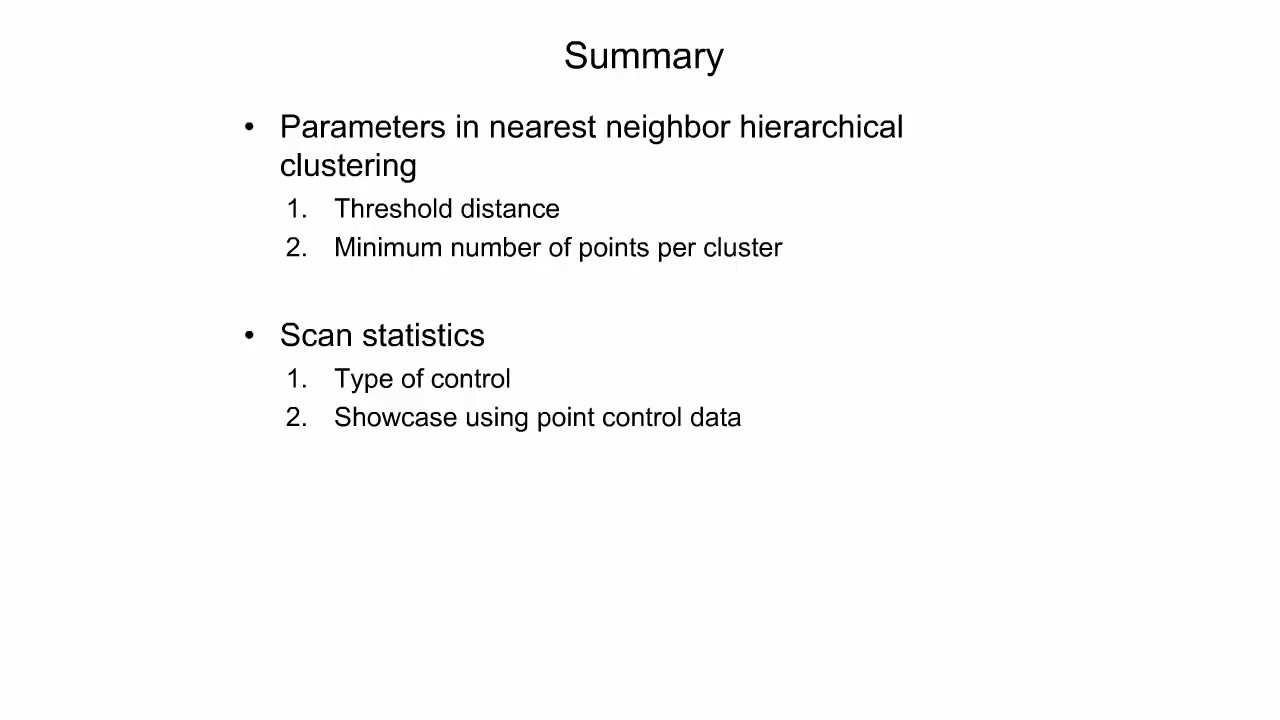 Summary
• Parameters in nearest neighbor hierarchical
clustering
1. Threshold distance
2. Minimum number of points per cluster
• Scan statistics
1. Type of control
2. Showcase using point control data